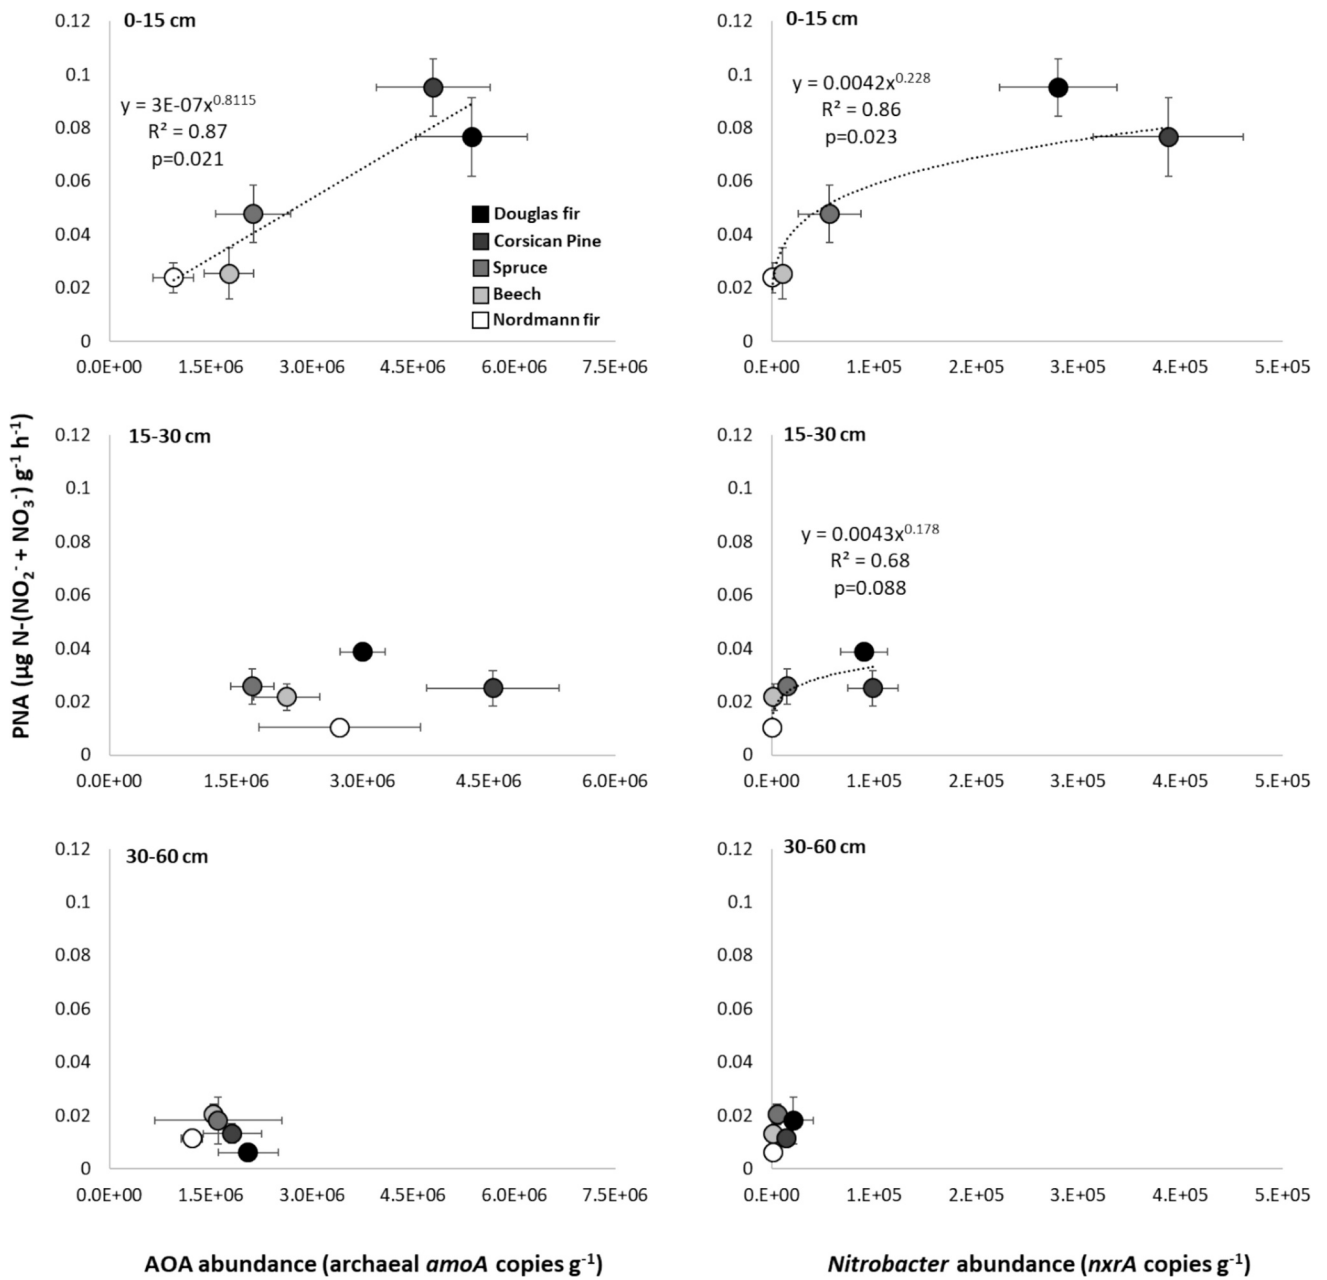 0-15 cm
0.12
0.1
0.08
0.06
0.04
0.02
0
y = 3E-07x^0.8115
R² = 0.87
p=0.021
Douglas fir
Corsican Pine
Spruce
Beech
Nordmann fir
0.0E+00 1.5E+06 3.0E+06 4.5E+06 6.0E+06 7.5E+06
0-15 cm
0.12
0.1
0.08
0.06
0.04
0.02
0
y = 0.0042x^0.228
R² = 0.86
p=0.023
0.E+00 1.E+05 2.E+05 3.E+05 4.E+05 5.E+05
PNA (µg N-(NO₂⁻ + NO₃⁻) g⁻¹ h⁻¹)
15-30 cm
0.12
0.1
0.08
0.06
0.04
0.02
0
0.0E+00 1.5E+06 3.0E+06 4.5E+06 6.0E+06
15-30 cm
0.12
0.1
0.08
0.06
0.04
0.02
0
y = 0.0043x^0.178
R² = 0.68
p=0.088
0.E+00 1.E+05 2.E+05 3.E+05 4.E+05 5.E+05
30-60 cm
0.12
0.1
0.08
0.06
0.04
0.02
0
0.0E+00 1.5E+06 3.0E+06 4.5E+06 6.0E+06 7.5E+06
30-60 cm
0.12
0.1
0.08
0.06
0.04
0.02
0
0.E+00 1.E+05 2.E+05 3.E+05 4.E+05 5.E+05
AOA abundance (archaeal amoA copies g⁻¹)
Nitrobacter abundance (nxrA copies g⁻¹)